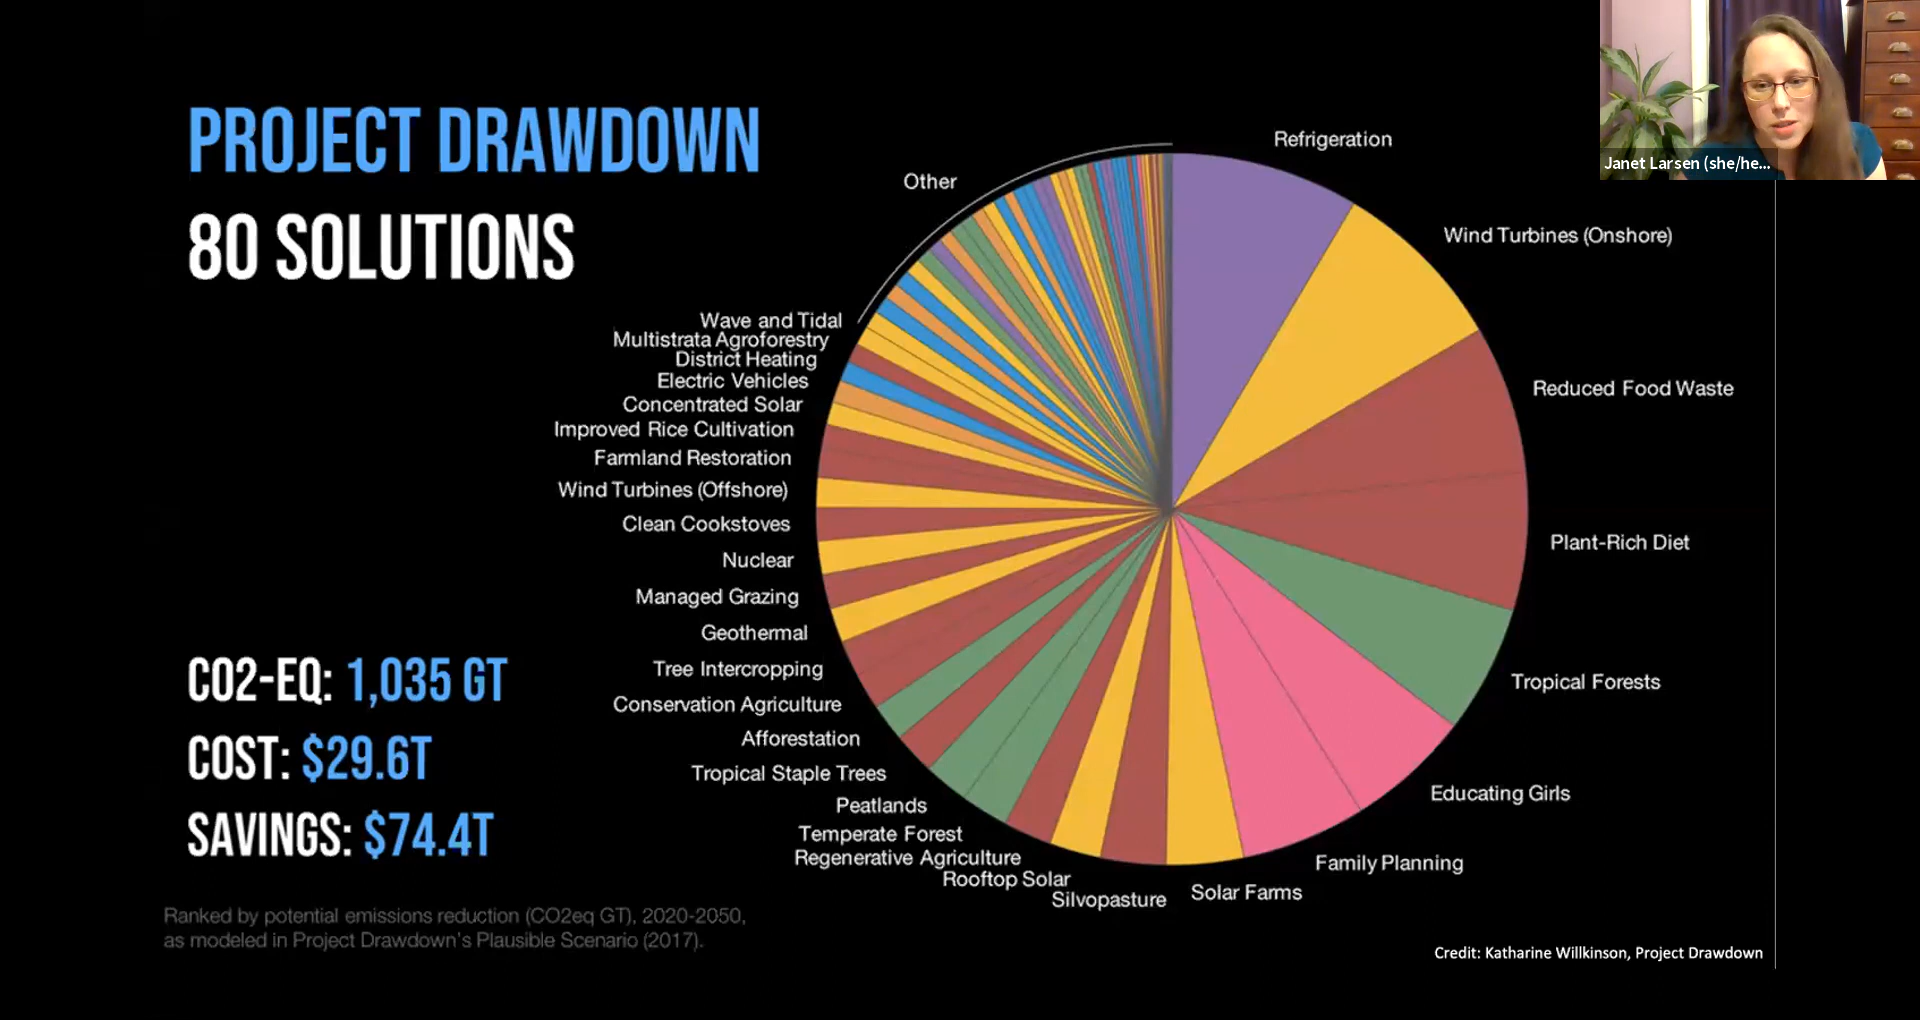 PROJECT DRAWDOWN
80 SOLUTIONS
Janet Larsen (she/he...
Refrigeration
Wind Turbines (Onshore)
Reduced Food Waste
Plant-Rich Diet
Tropical Forests
Educating Girls
Family Planning
Solar Farms
Silvopasture
Rooftop Solar
Regenerative Agriculture
Temperate Forest
Peatlands
Tropical Staple Trees
Afforestation
Conservation Agriculture
Tree Intercropping
Geothermal
Managed Grazing
Nuclear
Clean Cookstoves
Wind Turbines (Offshore)
Farmland Restoration
Improved Rice Cultivation
Concentrated Solar
Electric Vehicles
District Heating
Multistrata Agroforestry
Wave and Tidal
Other
CO2-EQ: 1,035 GT
COST: $29.6T
SAVINGS: $74.4T
Ranked by potential emissions reduction (CO2eq GT), 2020-2050,
as modeled in Project Drawdown's Plausible Scenario (2017).
Credit: Katharine Willkinson, Project Drawdown